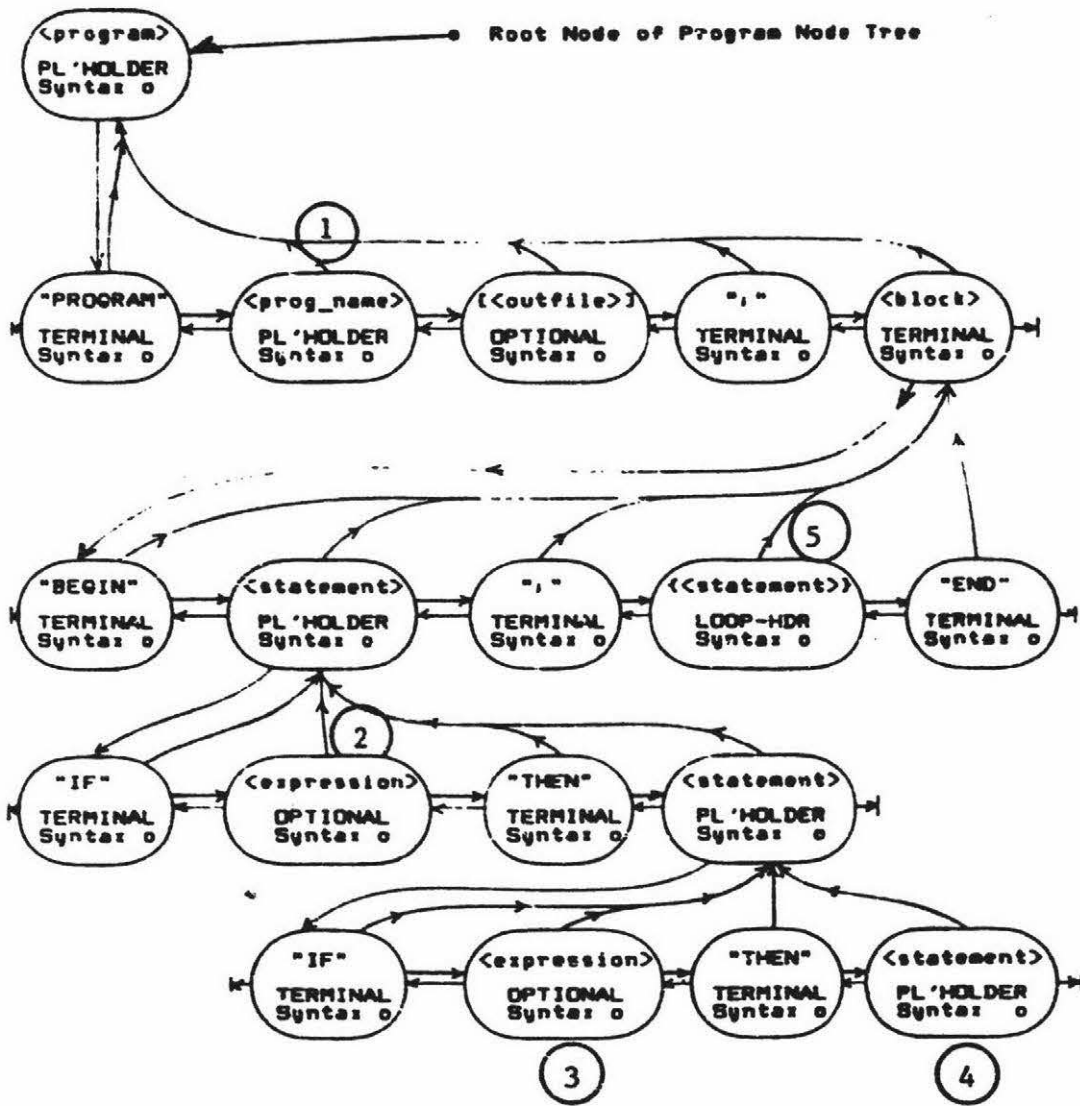 <program>
PL'HOLDER
Syntax o
Root Node of Program Node Tree
1
"PROGRAM"
TERMINAL
Syntax o
<prog_name>
PL'HOLDER
Syntax o
[<outfile>]
OPTIONAL
Syntax o
";"
TERMINAL
Syntax o
<block>
TERMINAL
Syntax o
5
"BEGIN"
TERMINAL
Syntax o
<statement>
PL'HOLDER
Syntax o
";"
TERMINAL
Syntax o
{<statement>}
LOOP-HDR
Syntax o
"END"
TERMINAL
Syntax o
2
"IF"
TERMINAL
Syntax o
<expression>
OPTIONAL
Syntax o
"THEN"
TERMINAL
Syntax o
<statement>
PL'HOLDER
Syntax o
"IF"
TERMINAL
Syntax o
<expression>
OPTIONAL
Syntax o
"THEN"
TERMINAL
Syntax o
<statement>
PL'HOLDER
Syntax o
3
4